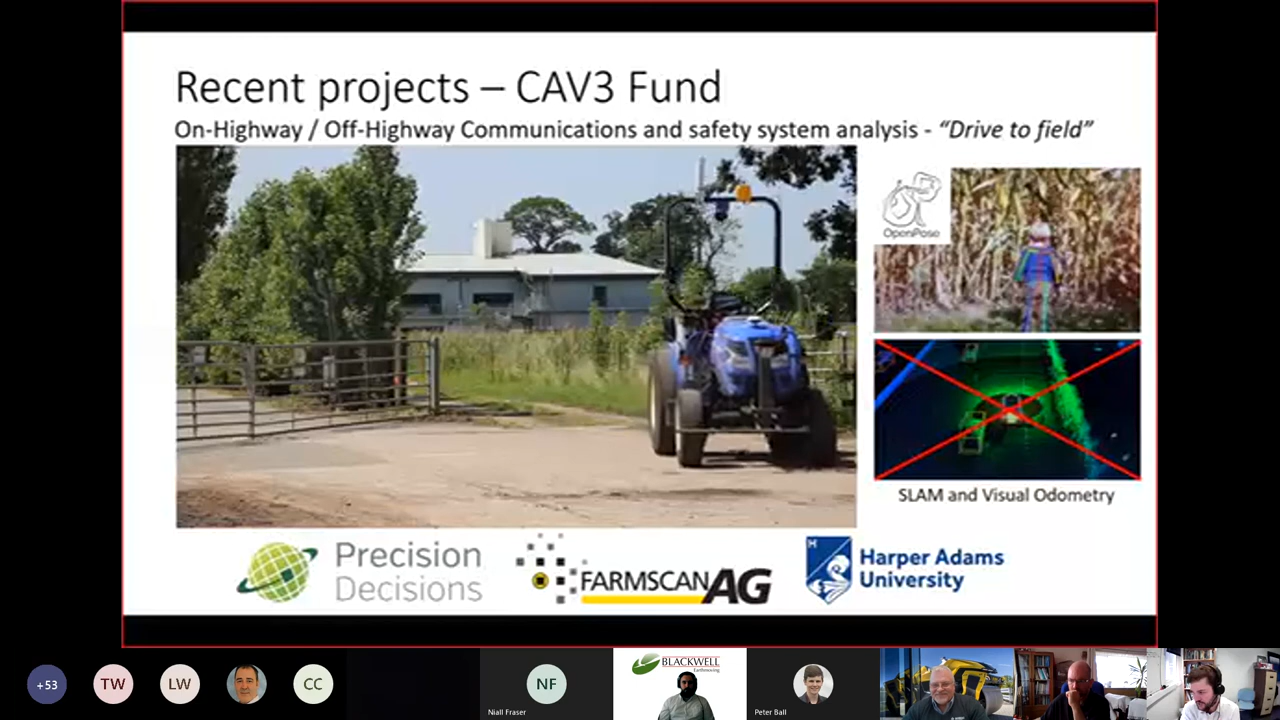 Recent projects – CAV3 Fund
On-Highway / Off-Highway Communications and safety system analysis - “Drive to field”
OpenPose
SLAM and Visual Odometry
Precision
Decisions
FARMSCANAG
H
Harper Adams
University
+53
TW
LW
CC
NF
Niall Fraser
BLACKWELL
Earthmoving
Peter Ball